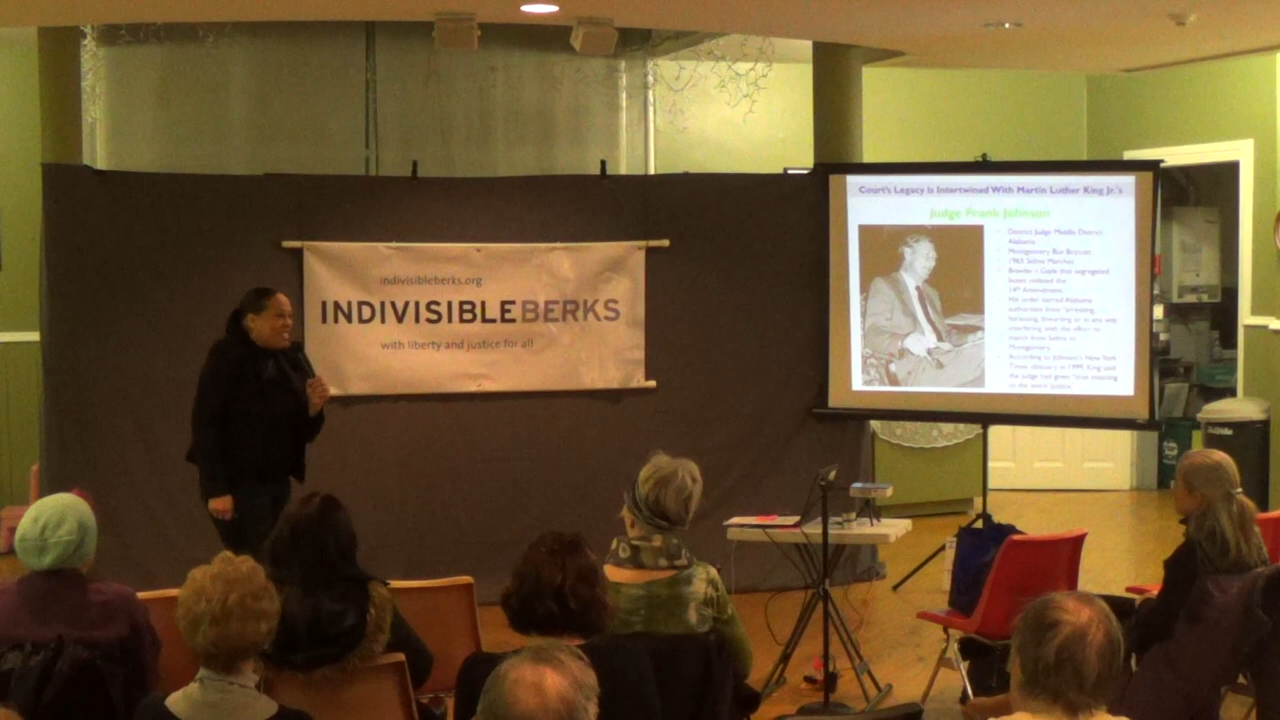 indivisibleberks.org
INDIVISIBLEBERKS
with liberty and justice for all
Court's Legacy is Intertwined With Martin Luther King Jr.'s
Judge Frank Johnson
District Judge Middle District
Alabama
Montgomery Bus Boycott
1965 Selma Marches
Browder v Gayle that segregated
buses violated the
14th Amendment.
His order barred Alabama
authorities from "arresting,
harassing, thwarting or in any way
interfering with the effort to
march from Selma to
Montgomery.
According to Johnson's New York
Times obituary in 1999, King said
the judge had given "true meaning
to the word justice